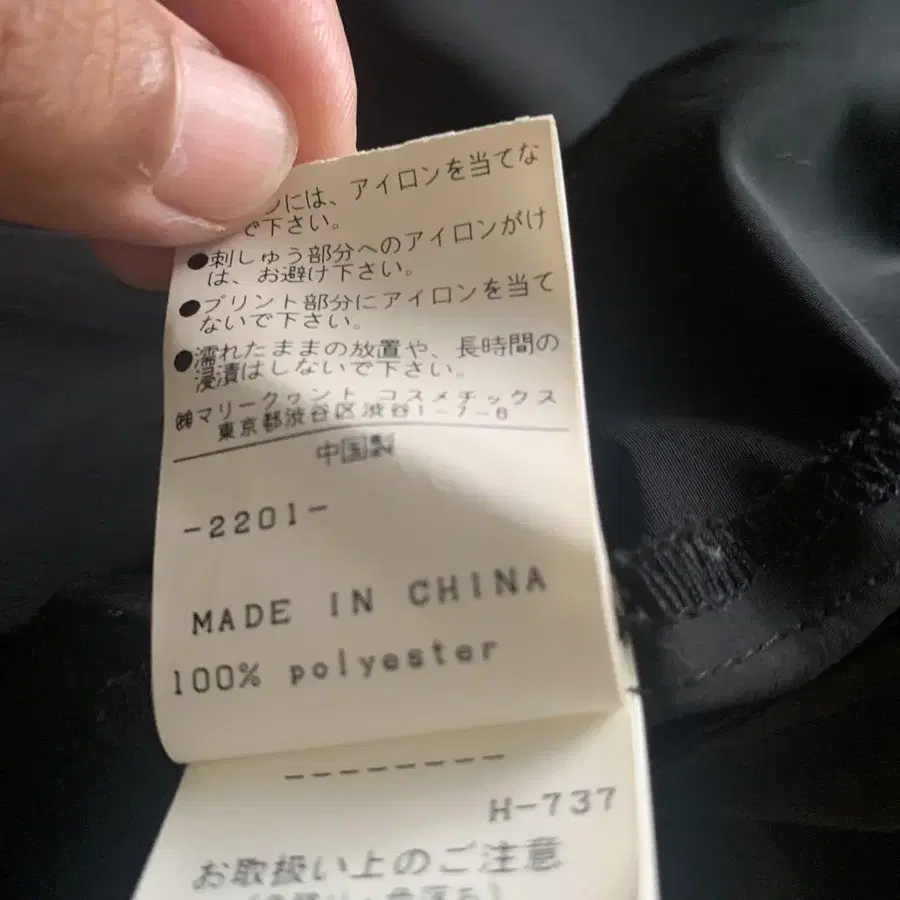 には、アイロンを当てな
で下さい。
●刺しゅう部分へのアイロンがけ
は、お避け下さい。
●プリント部分にアイロンを当て
ないで下さい。
●濡れたままの放置や、長時間の
浸漬はしないで下さい。
㈱マリークヮント コスメチックス
東京都渋谷区渋谷1-7-6
中国製
-2201-
MADE IN CHINA
100% polyester
--------
H-737
お取扱い上のご注意